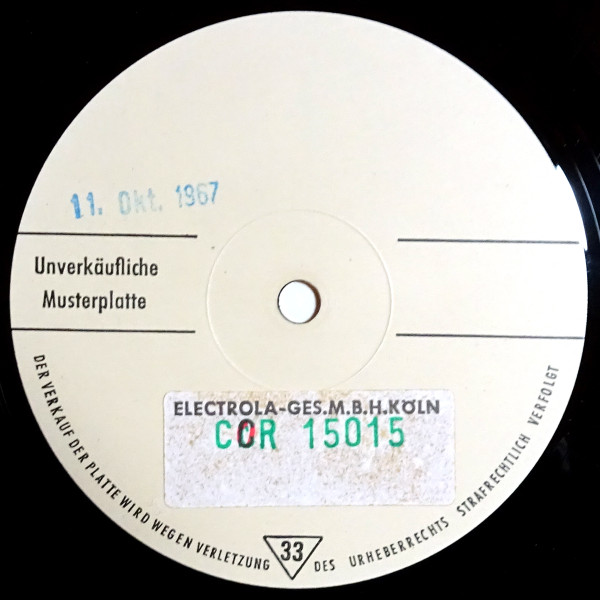 11. Okt. 1967
Unverkäufliche
Musterplatte
ELECTROLA-GES.M.B.H.KÖLN
COR 15015
DER VERKAUF DER PLATTE WIRD WEGEN VERLETZUNG DES URHEBERRECHTS STRAFRECHTLICH VERFOLGT
33